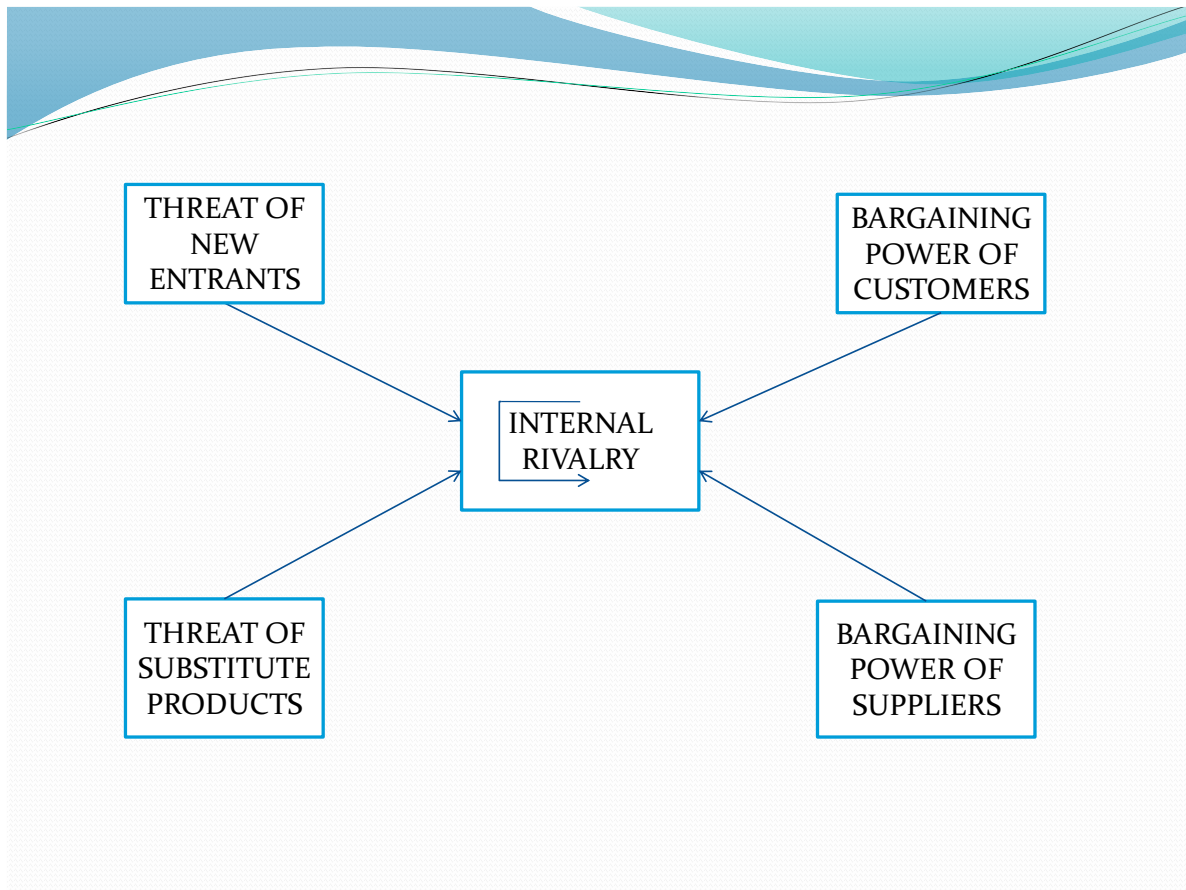 THREAT OF
NEW
ENTRANTS
BARGAINING
POWER OF
CUSTOMERS
INTERNAL
RIVALRY
THREAT OF
SUBSTITUTE
PRODUCTS
BARGAINING
POWER OF
SUPPLIERS